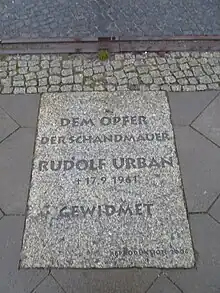 DEM OPFER
DER SCHANDMAUER
RUDOLF URBAN
† 17.9.1961
GEWIDMET